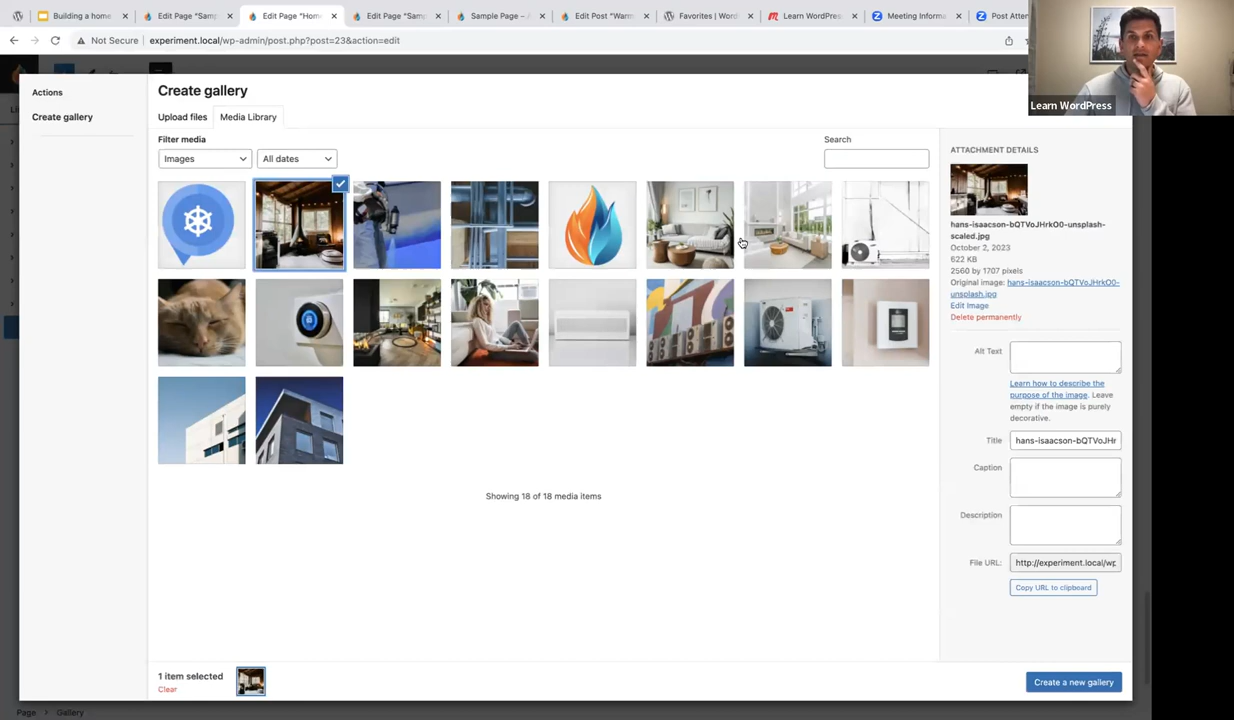 Building a home
Edit Page "Samp
Edit Page "Hom
Edit Page "Samp
Sample Page –
Edit Post "Warm
Favorites | Word
Learn WordPress
Meeting Informa
Post Atten
Not Secure
experiment.local/wp-admin/post.php?post=23&action=edit
Learn WordPress
Actions
Create gallery
Create gallery
Upload files
Media Library
Filter media
Images
All dates
Search
Showing 18 of 18 media items
ATTACHMENT DETAILS
hans-isaacson-bQTVoJHrkO0-unsplash-
scaled.jpg
October 2, 2023
622 KB
2560 by 1707 pixels
Original image: hans-isaacson-bQTVoJHrkO0-
unsplash.jpg
Edit Image
Delete permanently
Alt Text
Learn how to describe the
purpose of the image. Leave
empty if the image is purely
decorative.
Title
hans-isaacson-bQTVoJHr
Caption
Description
File URL:
http://experiment.local/wp
Copy URL to clipboard
1 item selected
Clear
Create a new gallery
Page > Gallery